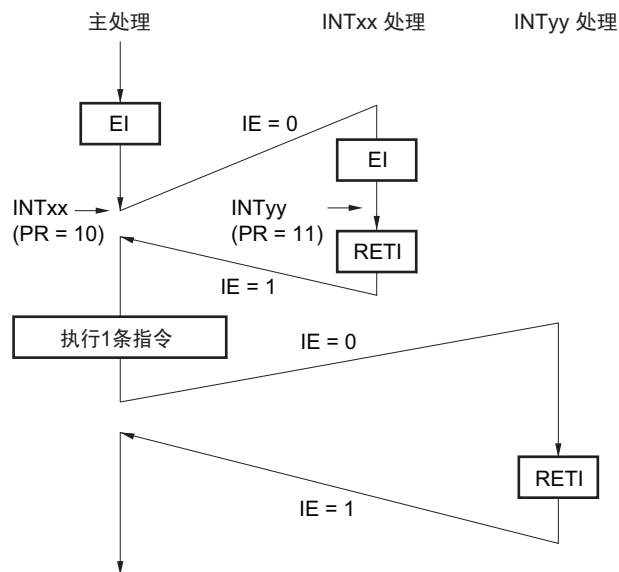 主处理
INTxx 处理
INTyy 处理
EI
IE = 0
EI
INTxx
(PR = 10)
INTyy
(PR = 11)
RETI
IE = 1
执行1条指令
IE = 0
RETI
IE = 1